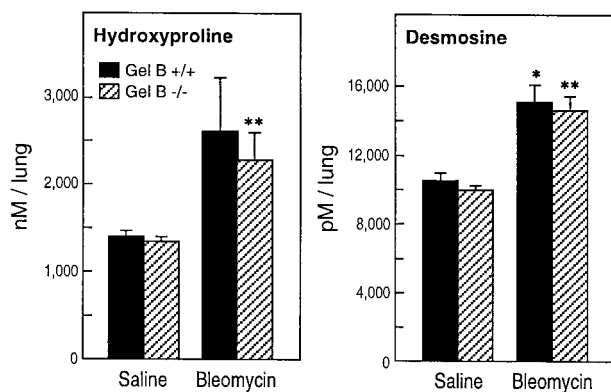 Hydroxyproline
Gel B +/+
Gel B -/-
3,000
2,000
1,000
0
nM / lung
**
Saline
Bleomycin
Desmosine
16,000
12,000
8,000
4,000
0
pM / lung
*
**
Saline
Bleomycin